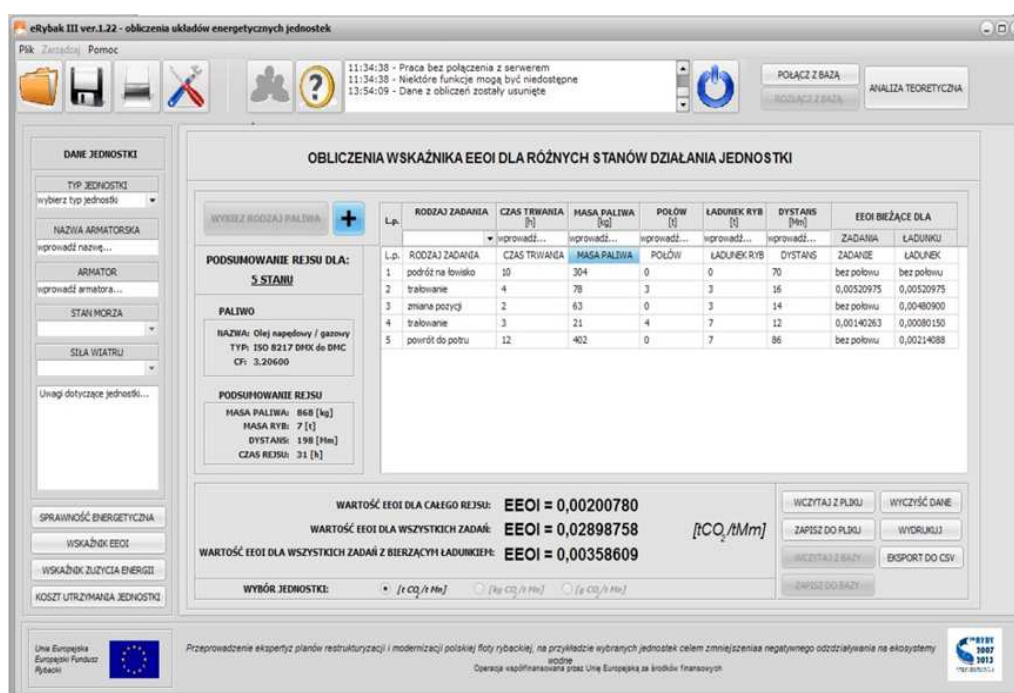 eRybak III ver.1.22 - obliczenia układów energetycznych jednostek
Plik Zarządzaj Pomoc
11:34:38 - Praca bez połączenia z serwerem
11:34:38 - Niektóre funkcje mogą być niedostępne
13:54:09 - Dane z obliczeń zostały usunięte
POŁĄCZ Z BAZĄ
ROZŁĄCZ Z BAZĄ
ANALIZA TEORETYCZNA
DANE JEDNOSTKI
TYP JEDNOSTKI
wybierz typ jednostki
NAZWA ARMATORSKA
wprowadź nazwę...
ARMATOR
wprowadź armatora...
STAN MORZA
SIŁA WIATRU
Uwagi dotyczące jednostki...
SPRAWNOŚĆ ENERGETYCZNA
WSKAŹNIK EEOI
WSKAŹNIK ZUŻYCIA ENERGII
KOSZT UTRZYMANIA JEDNOSTKI
OBLICZENIA WSKAŹNIKA EEOI DLA RÓŻNYCH STANÓW DZIAŁANIA JEDNOSTKI
WYBIERZ RODZAJ PALIWA +
PODSUMOWANIE REJSU DLA:
5 STANU
PALIWO
NAZWA: Olej napędowy / gazowy
TYP: ISO 8217 DMX do DMC
CF: 3.20600
PODSUMOWANIE REJSU
MASA PALIWA: 868 [kg]
MASA RYB: 7 [t]
DYSTANS: 198 [Mm]
CZAS REJSU: 31 [h]
L.p. RODZAJ ZADANIA CZAS TRWANIA [h] MASA PALIWA [kg] POŁÓW [t] ŁADUNEK RYB [t] DYSTANS [Mm] EEOI BIEŻĄCE DLA
wprowadź... wprowadź... wprowadź... wprowadź... wprowadź... ZADANIA ŁADUNKU
L.p. RODZAJ ZADANIA CZAS TRWANIA MASA PALIWA POŁÓW ŁADUNEK RYB DYSTANS ZADANIE ŁADUNEK
1 podróż na łowisko 10 304 0 0 70 bez połowu bez połowu
2 trałowanie 4 78 3 3 16 0,00520975 0,00520975
3 zmiana pozycji 2 63 0 3 14 bez połowu 0,00480900
4 trałowanie 3 21 4 7 12 0,00140263 0,00080150
5 powrót do potru 12 402 0 7 86 bez połowu 0,00214088
WARTOŚĆ EEOI DLA CAŁEGO REJSU: EEOI = 0,00200780
WARTOŚĆ EEOI DLA WSZYSTKICH ZADAŃ: EEOI = 0,02898758 [tCO2/tMm]
WARTOŚĆ EEOI DLA WSZYSTKICH ZADAŃ Z BIERZĄCYM ŁADUNKIEM: EEOI = 0,00358609
WYBÓR JEDNOSTKI: [t CO2/t Mm] [kg CO2/t Mm] [g CO2/t Mm]
WCZYTAJ Z PLIKU WYCZYŚĆ DANE
ZAPISZ DO PLIKU WYDRUKUJ
WCZYTAJ Z BAZY EKSPORT DO CSV
ZAPISZ DO BAZY
Unia Europejska
Europejski Fundusz
Rybacki
Przeprowadzenie ekspertyz planów restrukturyzacji i modernizacji polskiej floty rybackiej, na przykładzie wybranych jednostek celem zmniejszeniaa negatywnego odzdziaływania na ekosystemy
wodne
Operacja współfinansowana przez Unię Europejską za środków finansowych
RYBY
2007
2013